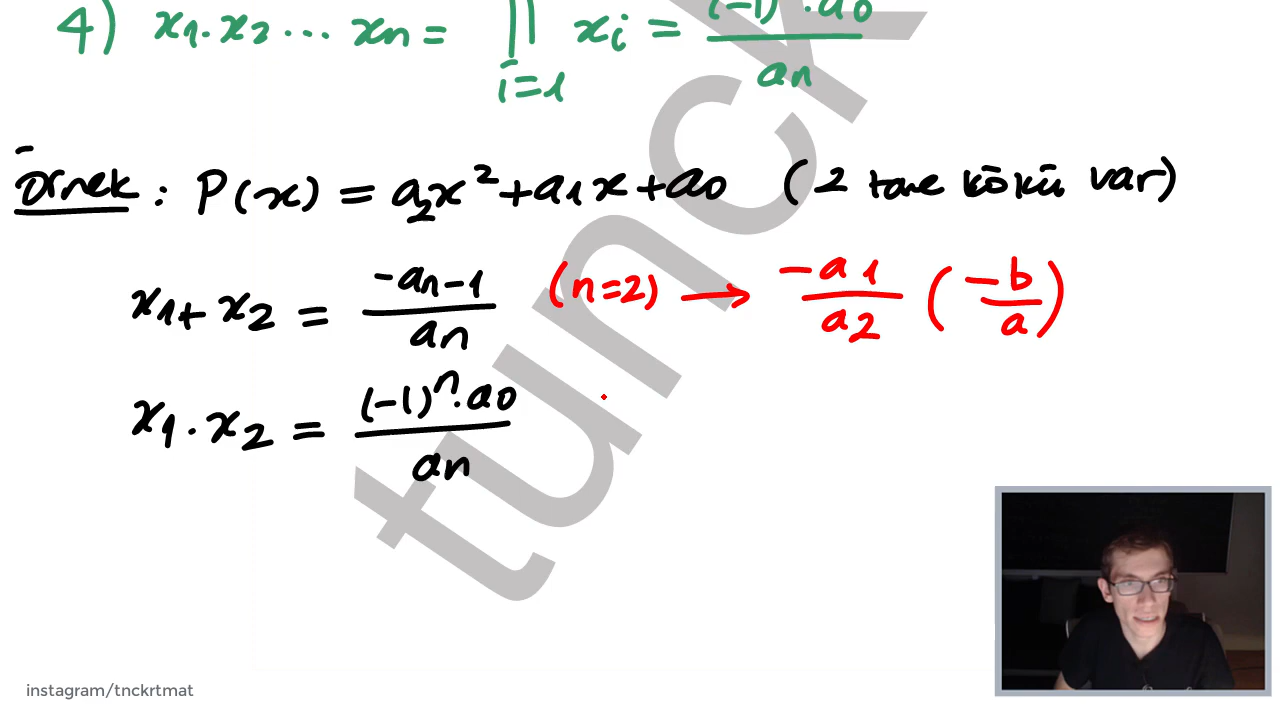 4) x1.x2... xn = ∏ i=1 xi = (-1) . a0 / an
Örnek : P(x) = a2x² + a1x + a0 (2 tane kökü var)
x1 + x2 = -an-1 / an (n=2) → -a1 / a2 (-b / a)
x1 . x2 = (-1)ⁿ . a0 / an
tunck
instagram/tnckrtmat